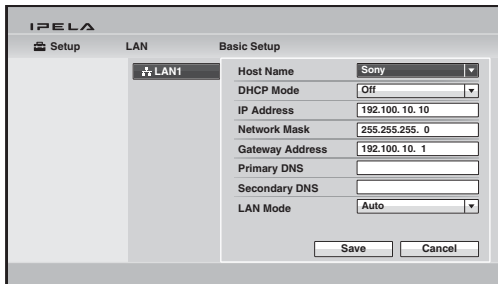 IPELA
Setup LAN Basic Setup
LAN1
Host Name Sony
DHCP Mode Off
IP Address 192.100. 10. 10
Network Mask 255.255.255. 0
Gateway Address 192.100. 10. 1
Primary DNS
Secondary DNS
LAN Mode Auto
Save Cancel